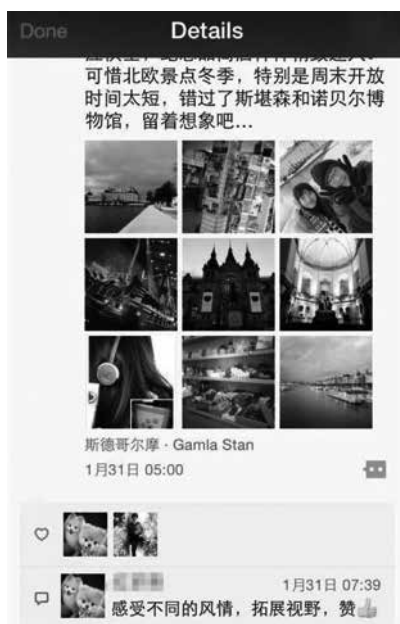 Done
Details
可惜北欧景点冬季，特别是周末开放
时间太短，错过了斯堪森和诺贝尔博
物馆，留着想象吧…
斯德哥尔摩 · Gamla Stan
1月31日 05:00
1月31日 07:39
感受不同的风情，拓展视野，赞